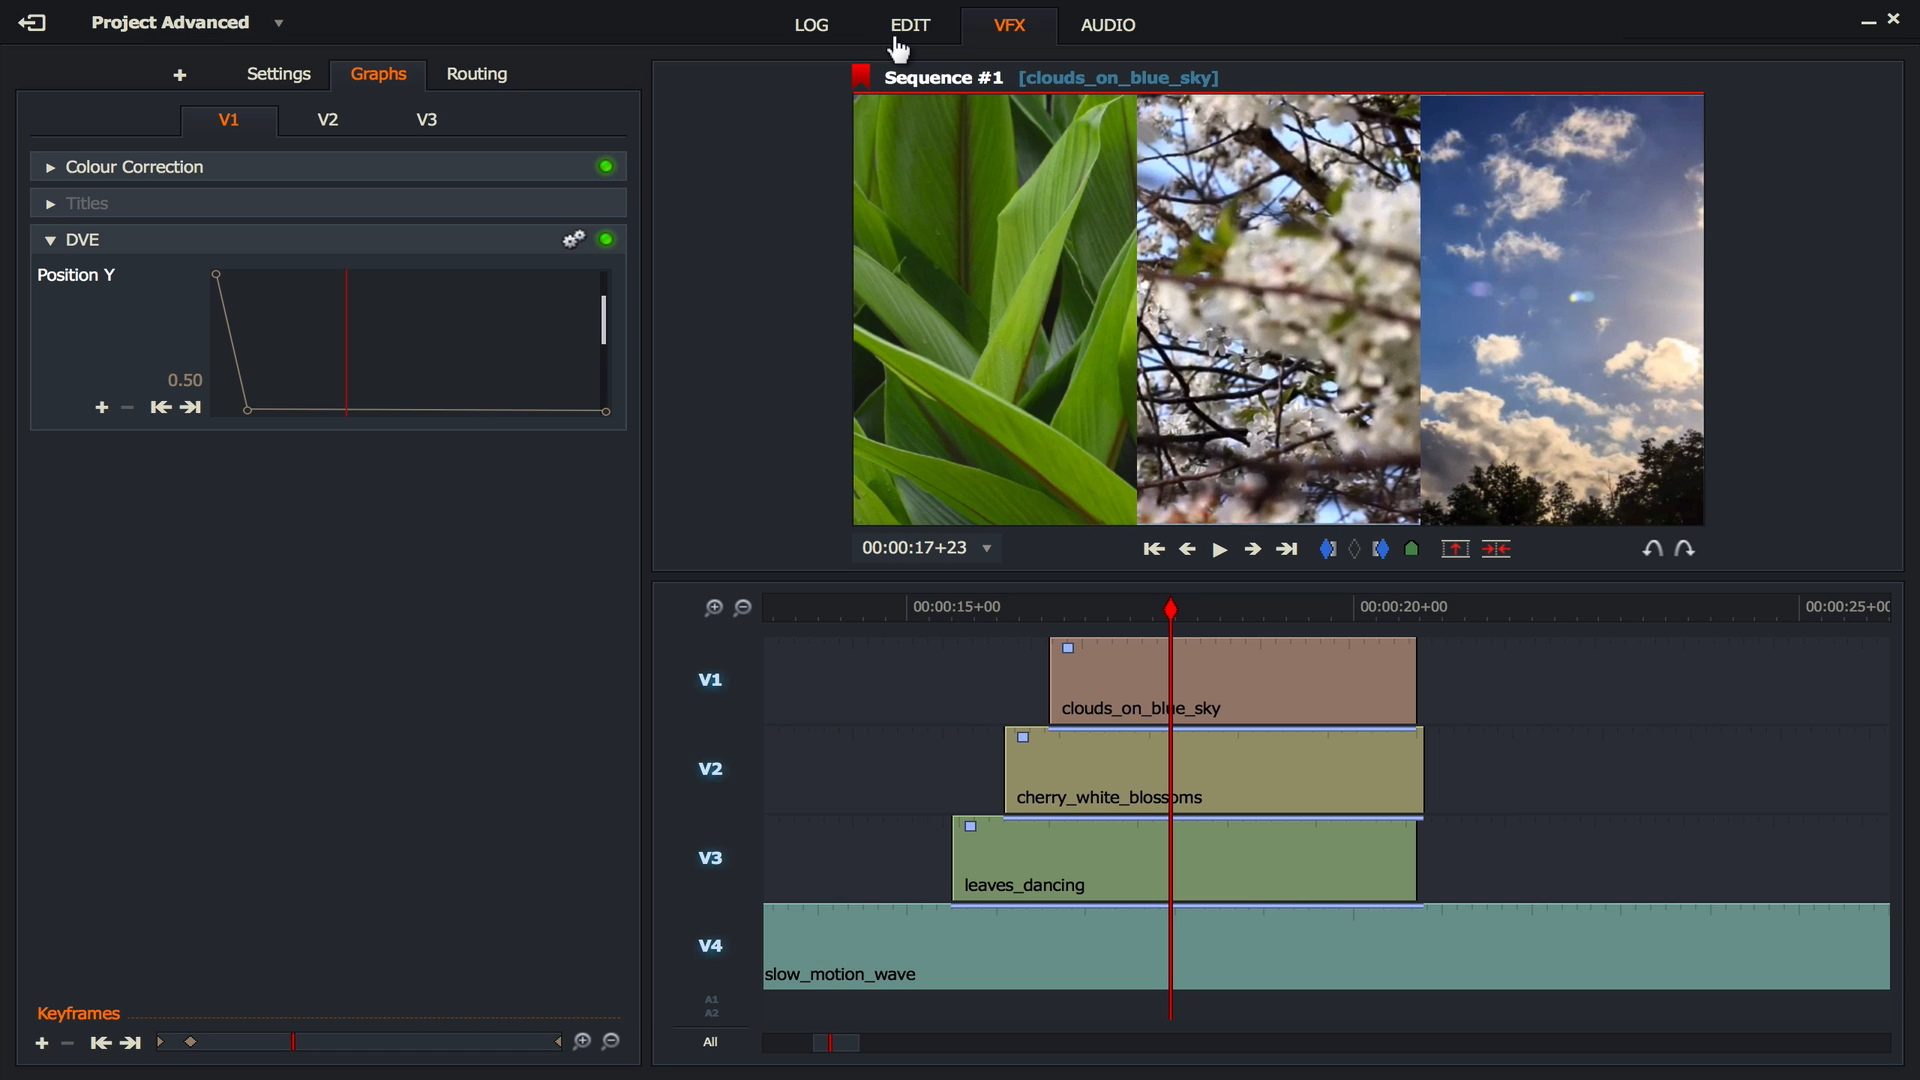 Project Advanced
LOG
EDIT
VFX
AUDIO
Settings
Graphs
Routing
V1
V2
V3
Colour Correction
Titles
DVE
Position Y
0.50
Keyframes
Sequence #1 [clouds_on_blue_sky]
00:00:17+23
00:00:15+00
00:00:20+00
00:00:25+00
V1
clouds_on_blue_sky
V2
cherry_white_blossoms
V3
leaves_dancing
V4
slow_motion_wave
A1
A2
All